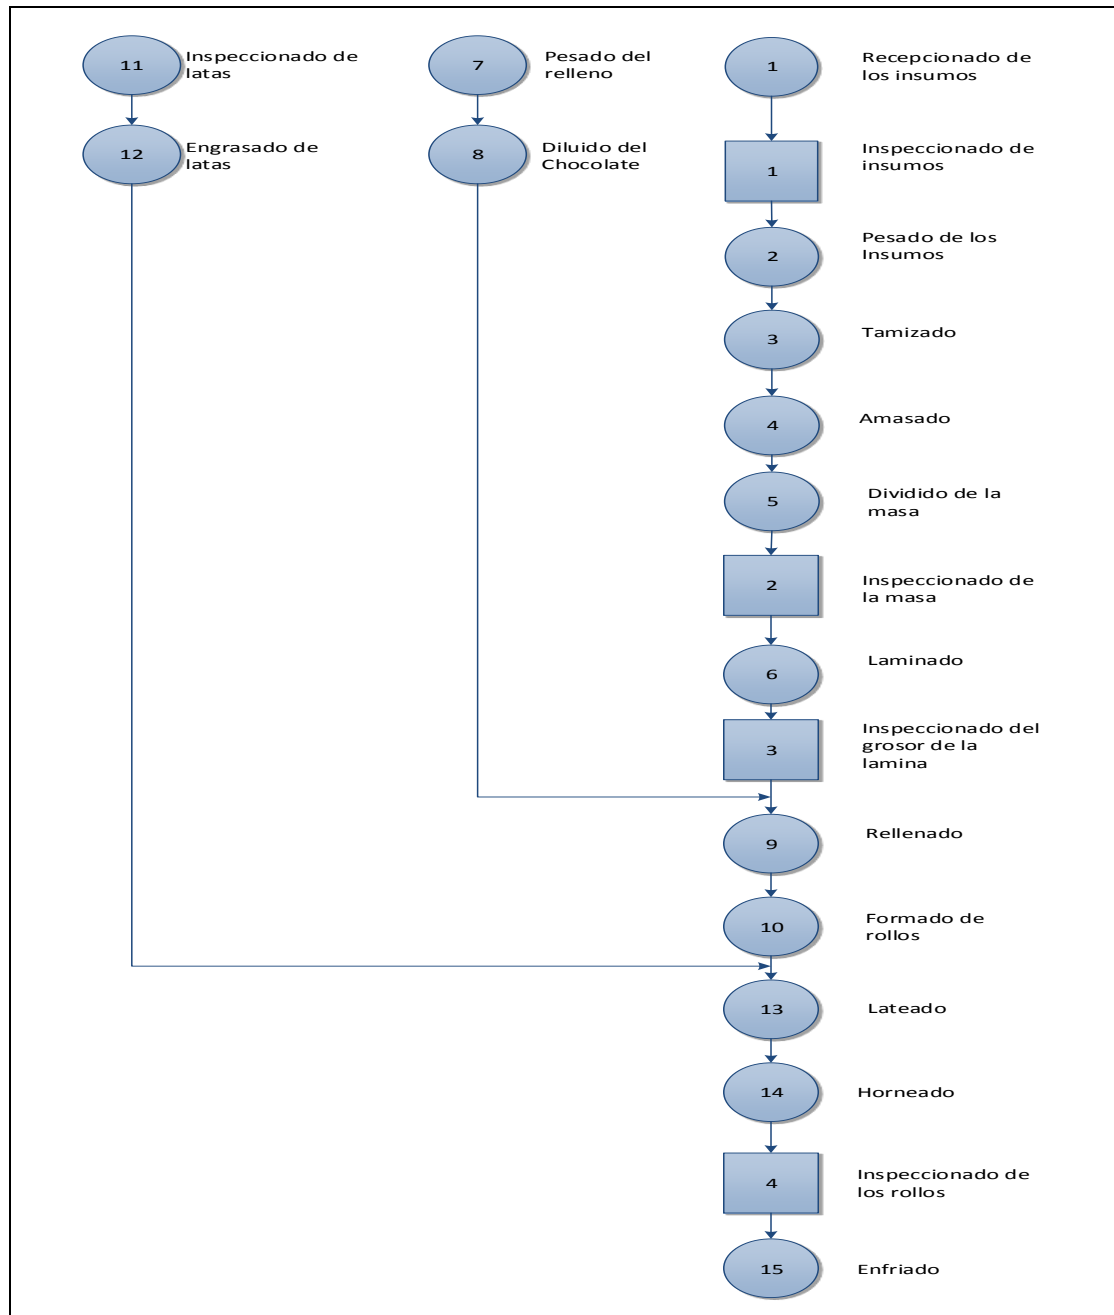 11
Inspeccionado de
latas
12
Engrasado de
latas
7
Pesado del
relleno
8
Diluido del
Chocolate
1
Recepcionado de
los insumos
1
Inspeccionado de
insumos
2
Pesado de los
Insumos
3
Tamizado
4
Amasado
5
Dividido de la
masa
2
Inspeccionado de
la masa
6
Laminado
3
Inspeccionado del
grosor de la
lamina
9
Rellenado
10
Formado de
rollos
13
Lateado
14
Horneado
4
Inspeccionado de
los rollos
15
Enfriado